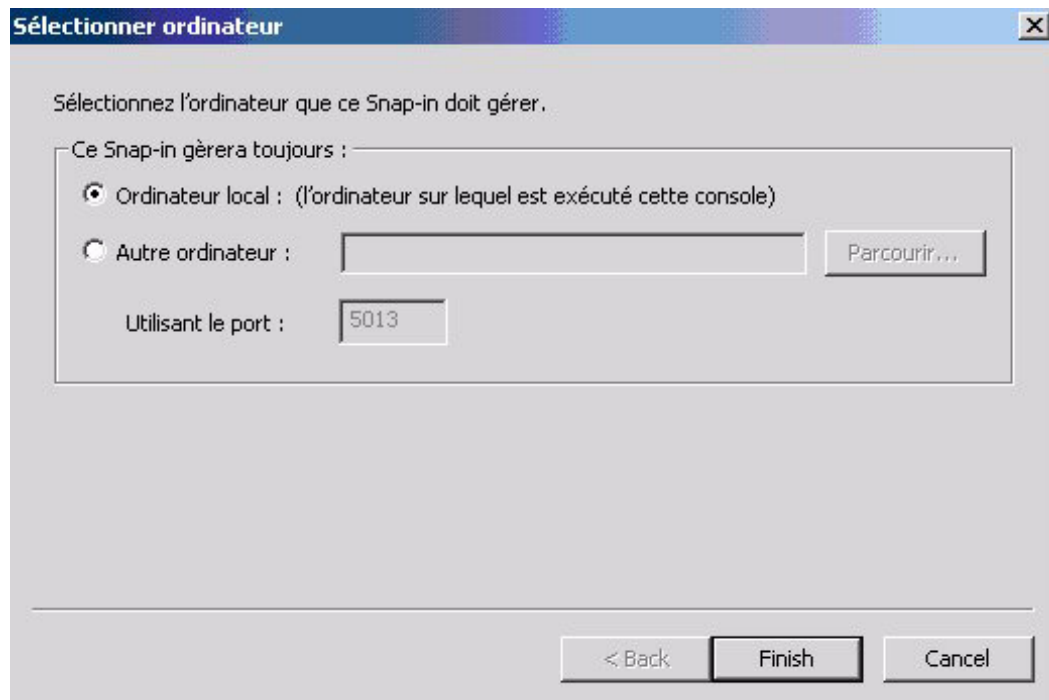 Sélectionner ordinateur
Sélectionnez l'ordinateur que ce Snap-in doit gérer.
Ce Snap-in gèrera toujours :
Ordinateur local : (l'ordinateur sur lequel est exécuté cette console)
Autre ordinateur :
Parcourir...
Utilisant le port :
5013
< Back
Finish
Cancel